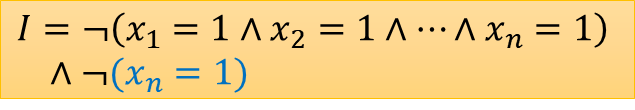 I = ¬(x₁ = 1 ∧ x₂ = 1 ∧ ⋯ ∧ xₙ = 1)
∧ ¬(xₙ = 1)